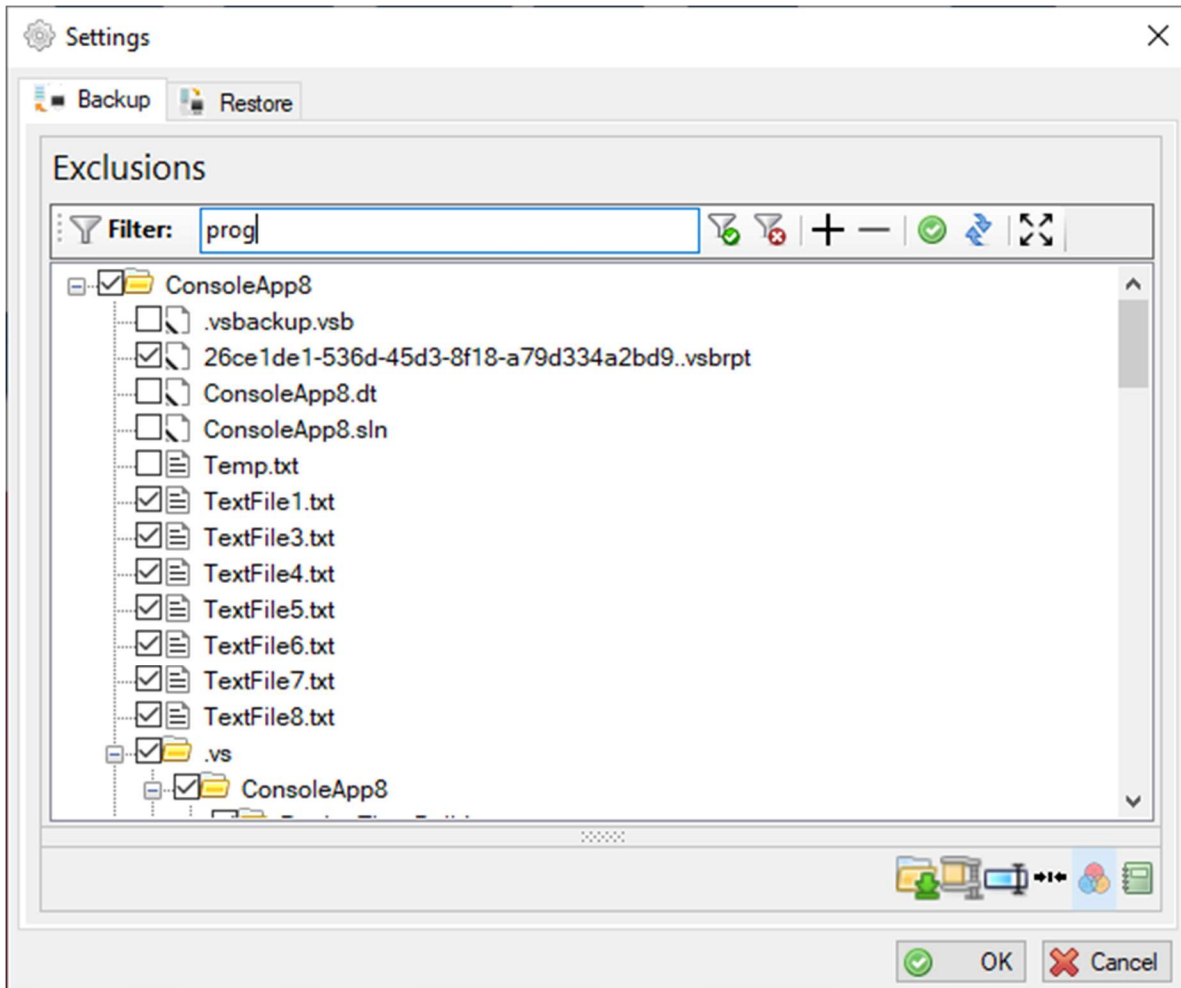 Settings
Backup Restore
Exclusions
Filter: prog
ConsoleApp8
.vsbackup.vsb
26ce1de1-536d-45d3-8f18-a79d334a2bd9..vsbrpt
ConsoleApp8.dt
ConsoleApp8.sln
Temp.txt
TextFile1.txt
TextFile3.txt
TextFile4.txt
TextFile5.txt
TextFile6.txt
TextFile7.txt
TextFile8.txt
.vs
ConsoleApp8
OK Cancel